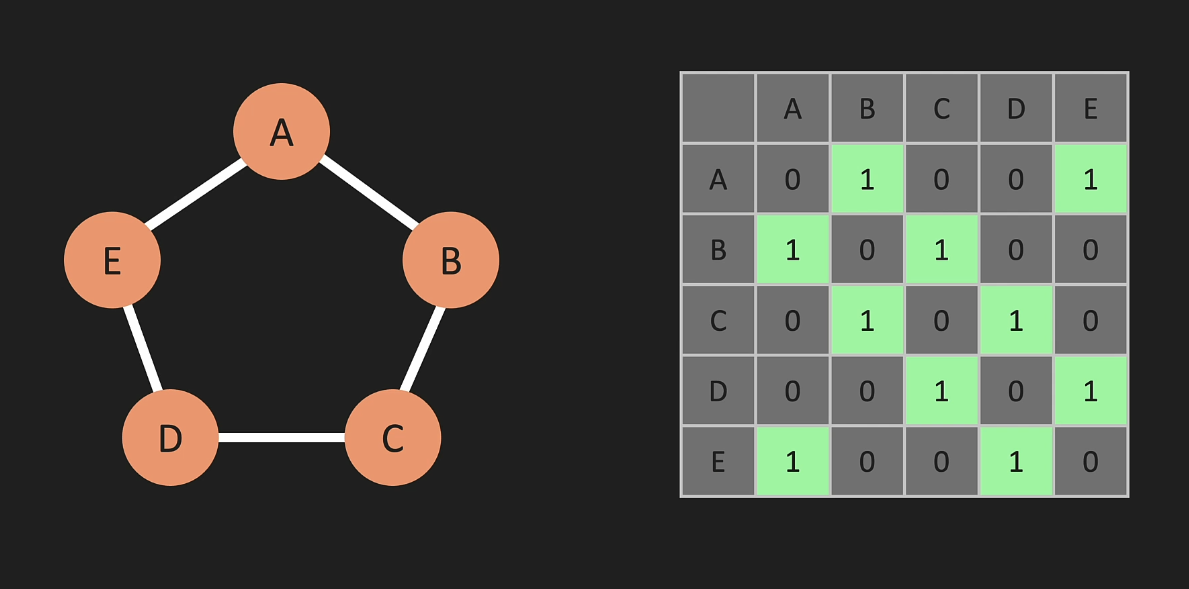 A
E
B
D
C
A B C D E
A 0 1 0 0 1
B 1 0 1 0 0
C 0 1 0 1 0
D 0 0 1 0 1
E 1 0 0 1 0